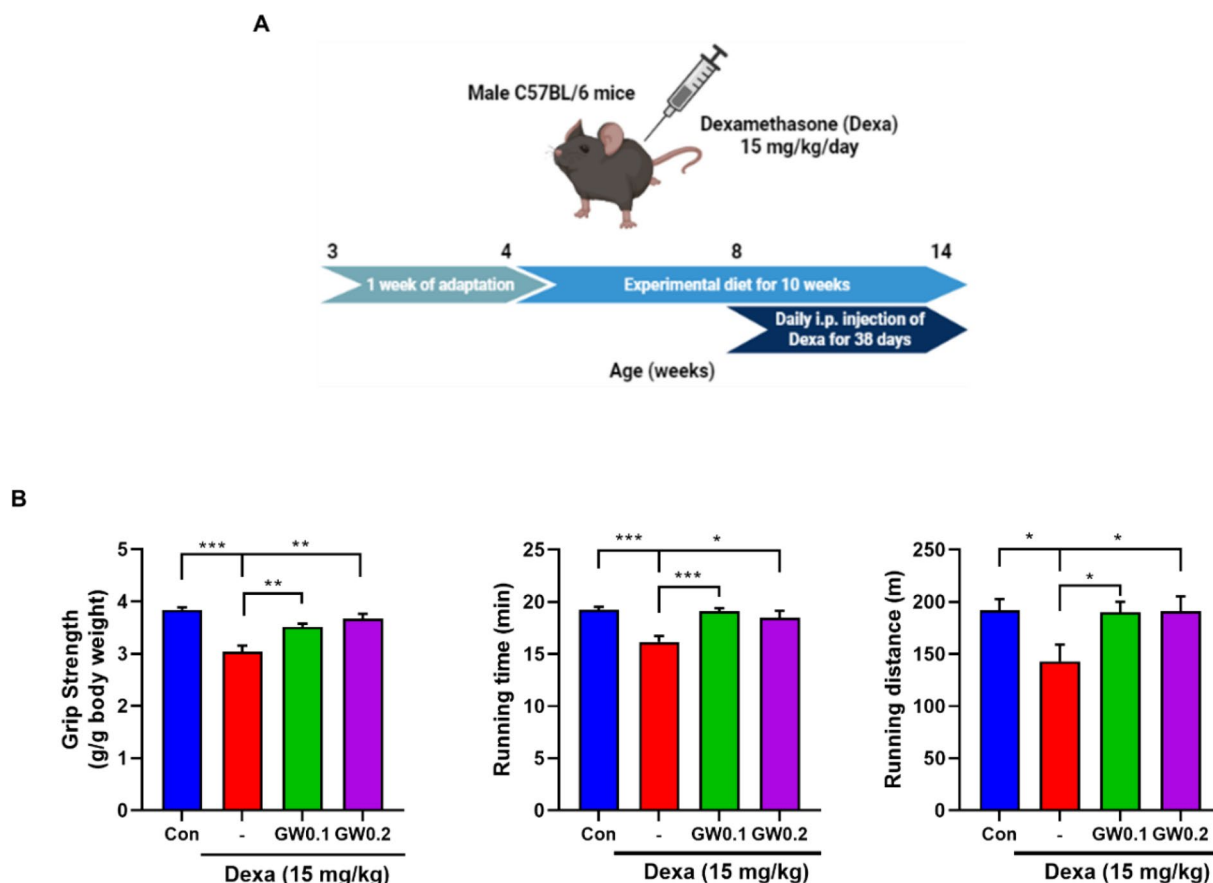 A
Male C57BL/6 mice
Dexamethasone (Dexa)
15 mg/kg/day
3 4 8 14
1 week of adaptation Experimental diet for 10 weeks
Daily i.p. injection of
Dexa for 38 days
Age (weeks)
B
Grip Strength
(g/g body weight)
5
4
3
2
1
0
*** **
**
Con - GW0.1 GW0.2
Dexa (15 mg/kg)
Running time (min)
25
20
15
10
5
0
*** *
***
Con - GW0.1 GW0.2
Dexa (15 mg/kg)
Running distance (m)
250
200
150
100
50
0
* *
*
Con - GW0.1 GW0.2
Dexa (15 mg/kg)